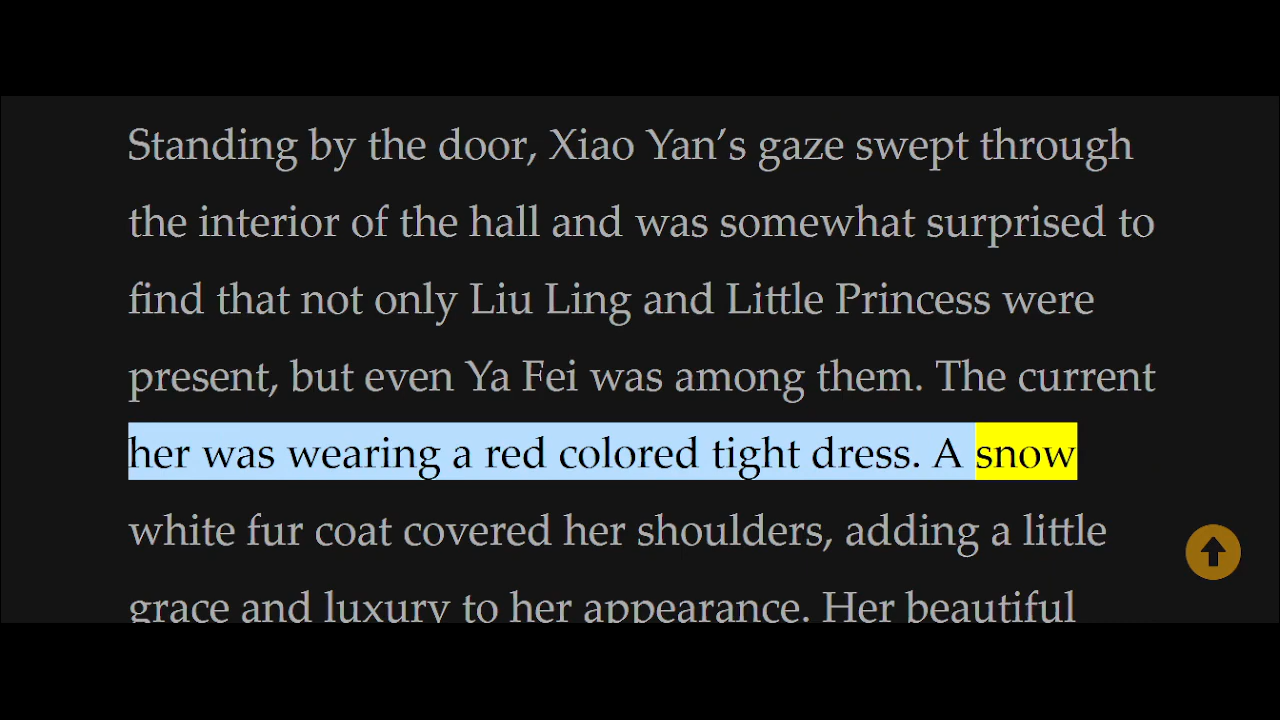 Standing by the door, Xiao Yan’s gaze swept through
the interior of the hall and was somewhat surprised to
find that not only Liu Ling and Little Princess were
present, but even Ya Fei was among them. The current
her was wearing a red colored tight dress. A snow
white fur coat covered her shoulders, adding a little
grace and luxury to her appearance. Her beautiful